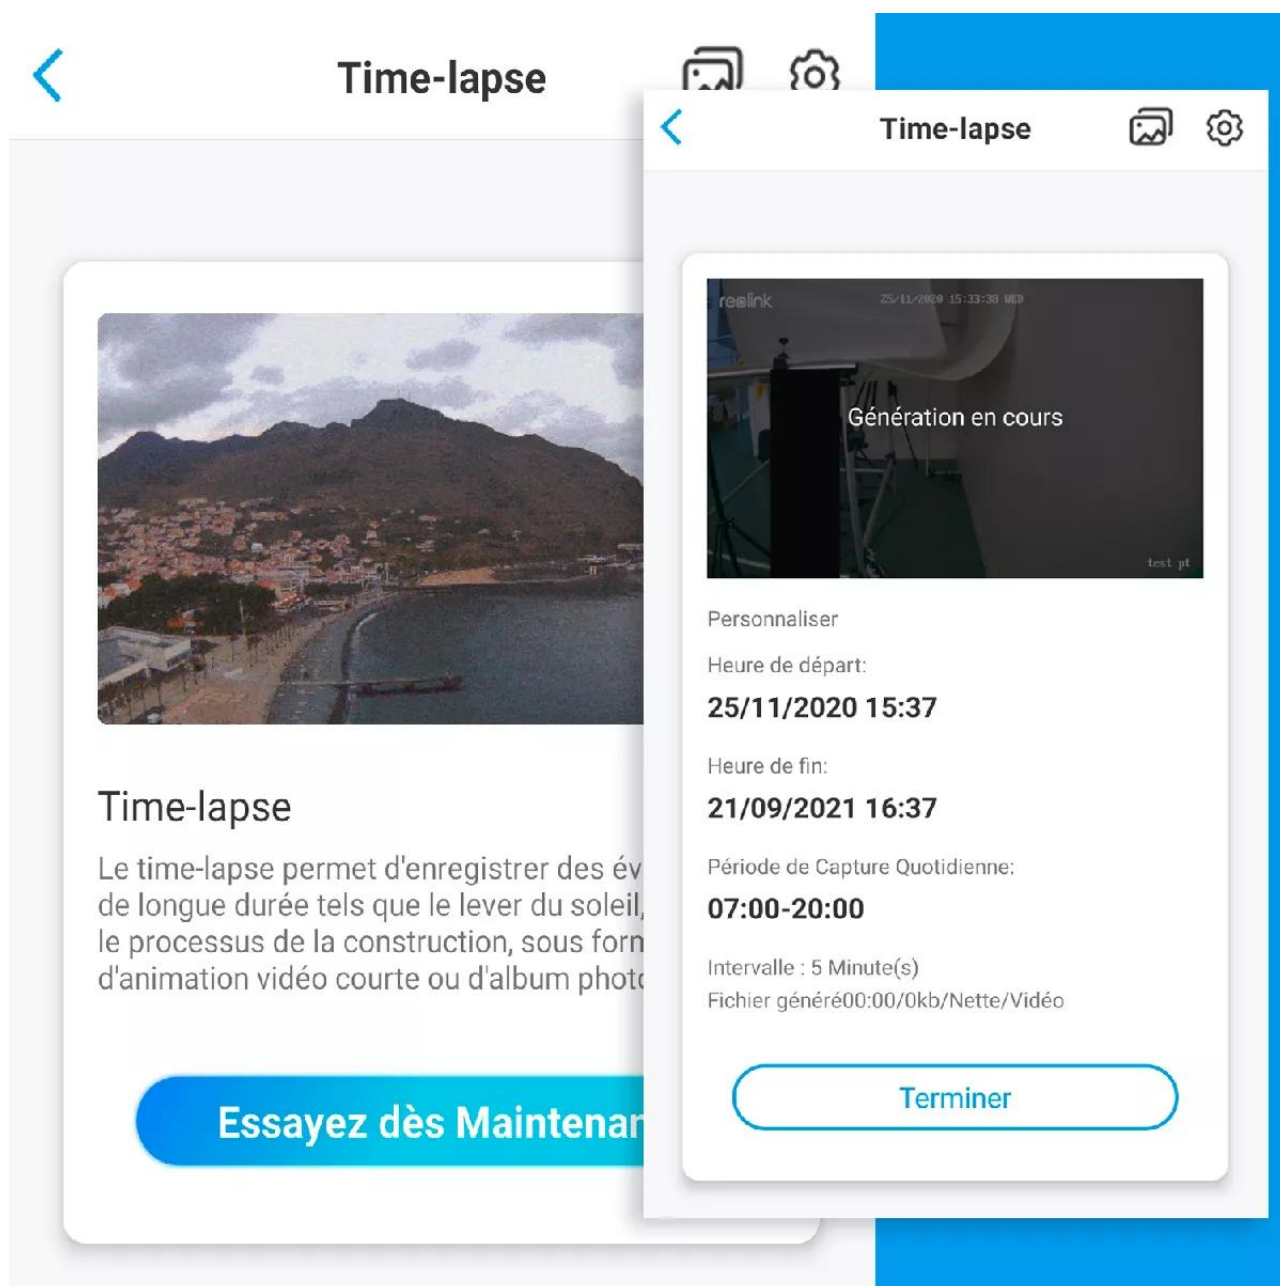 Time-lapse
Time-lapse
Le time-lapse permet d'enregistrer des
de longue durée tels que le lever du soleil,
le processus de la construction, sous
d'animation vidéo courte ou d'album
Essayez dès
Time-lapse
reolink
25/11/2020 15:33:38 WED
Génération en cours
test pt
Personnaliser
Heure de départ:
25/11/2020 15:37
Heure de fin:
21/09/2021 16:37
Période de Capture Quotidienne:
07:00-20:00
Intervalle : 5 Minute(s)
Fichier généré00:00/0kb/Nette/Vidéo
Terminer